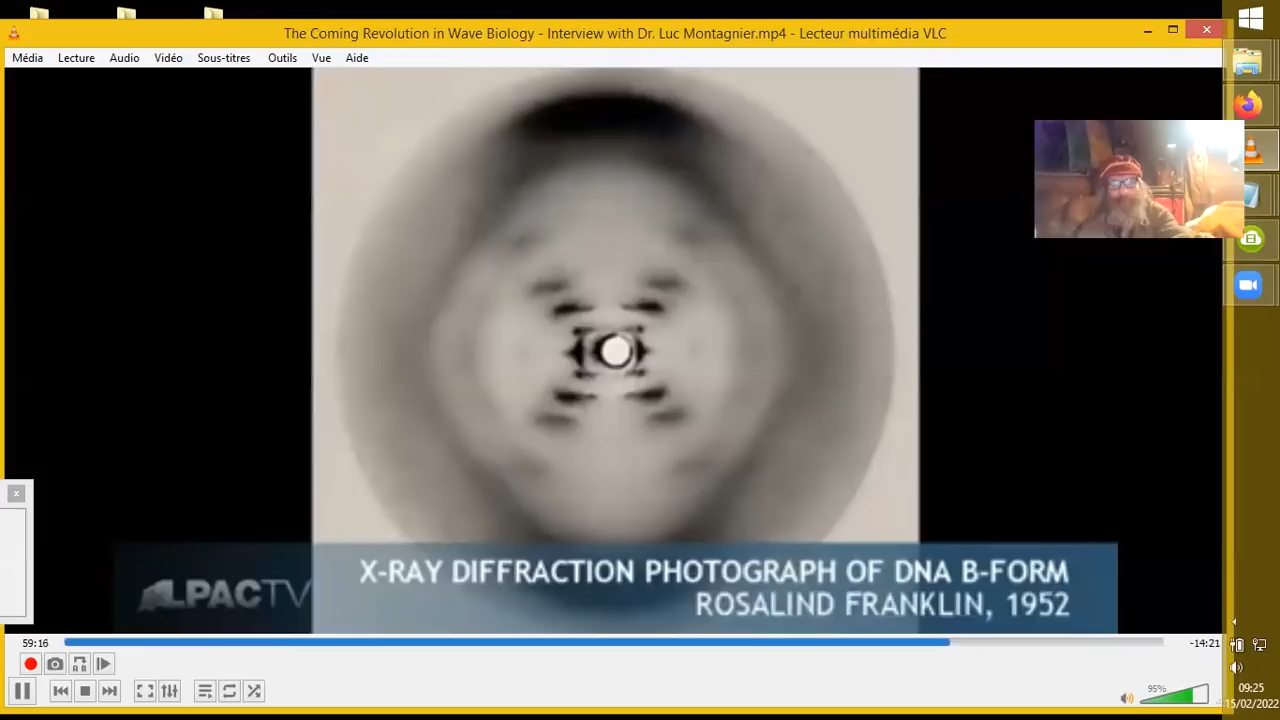 The Coming Revolution in Wave Biology - Interview with Dr. Luc Montagnier.mp4 - Lecteur multimédia VLC
Média Lecture Audio Vidéo Sous-titres Outils Vue Aide
X-RAY DIFFRACTION PHOTOGRAPH OF DNA B-FORM
LPACTV ROSALIND FRANKLIN, 1952
59:16 -14:21
A B
95%
09:25
15/02/2022